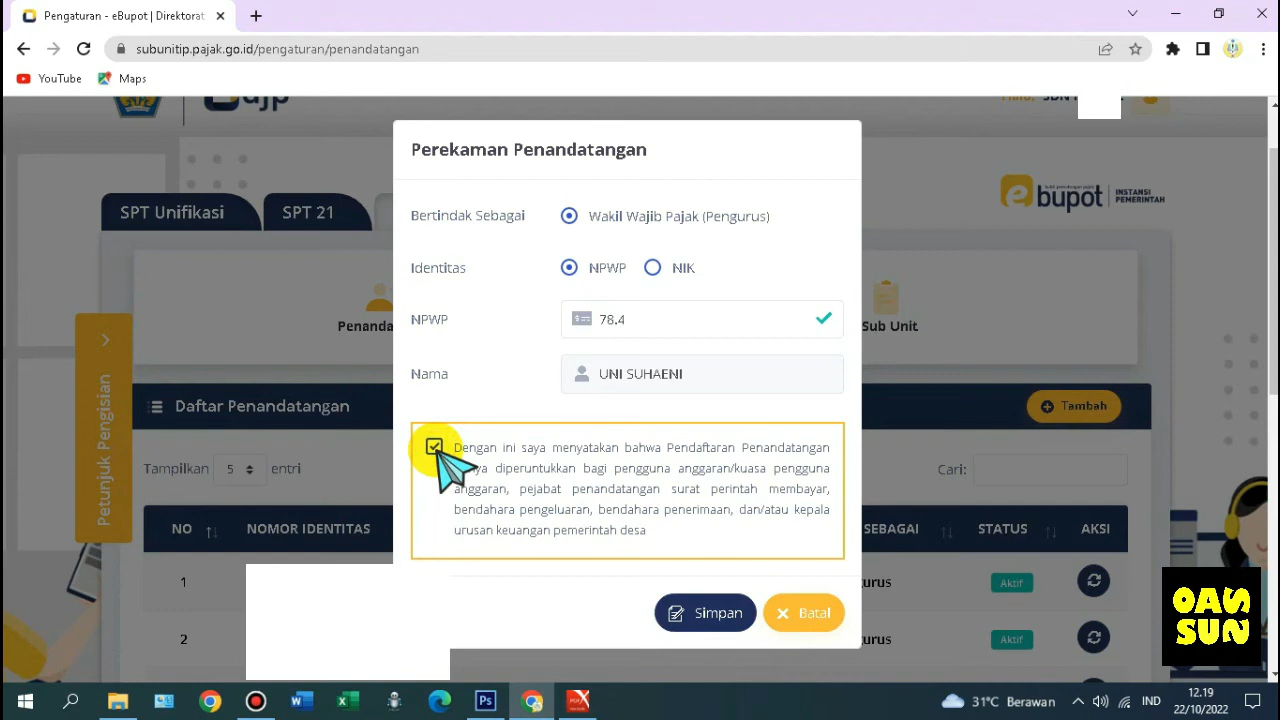 Pengaturan - eBupot | Direktorat
subunitip.pajak.go.id/pengaturan/penandatangan
YouTube Maps
djp
Perekaman Penandatangan
SPT Unifikasi
SPT 21
Bertindak Sebagai
Wakil Wajib Pajak (Pengurus)
ebupot
INSTANSI
PEMERINTAH
Identitas
NPWP NIK
NPWP
78.4
Sub Unit
Nama
UNI SUHAENI
Petunjuk Pengisian
Daftar Penandatangan
Tambah
Dengan ini saya menyatakan bahwa Pendaftaran Penandatangan
diperuntukkan bagi pengguna anggaran/kuasa pengguna
anggaran, pejabat penandatangan surat perintah membayar,
bendahara pengeluaran, bendahara penerimaan, dan/atau kepala
urusan keuangan pemerintah desa
Tampilkan 5 entri
Cari:
NO NOMOR IDENTITAS SEBAGAI STATUS AKSI
1 Aktif
2 Aktif
Simpan Batal
OAS
SUN
31°C Berawan
IND
12.19
22/10/2022